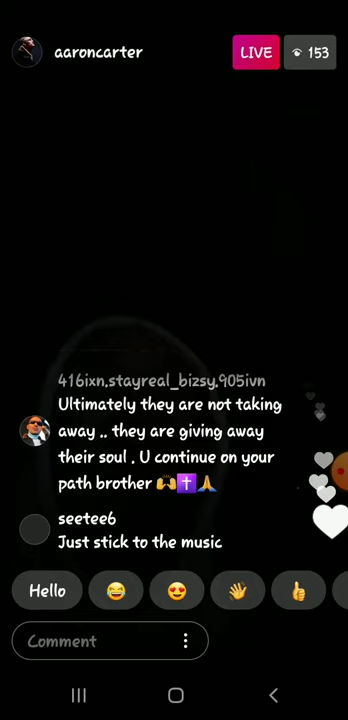 aaroncarter
LIVE
153
416ixn.stayreal_bizsy.905ivn
Ultimately they are not taking
away .. they are giving away
their soul . U continue on your
path brother 🙌✝️🙏
seetee6
Just stick to the music
Hello 😂 😍 👋 👍
Comment